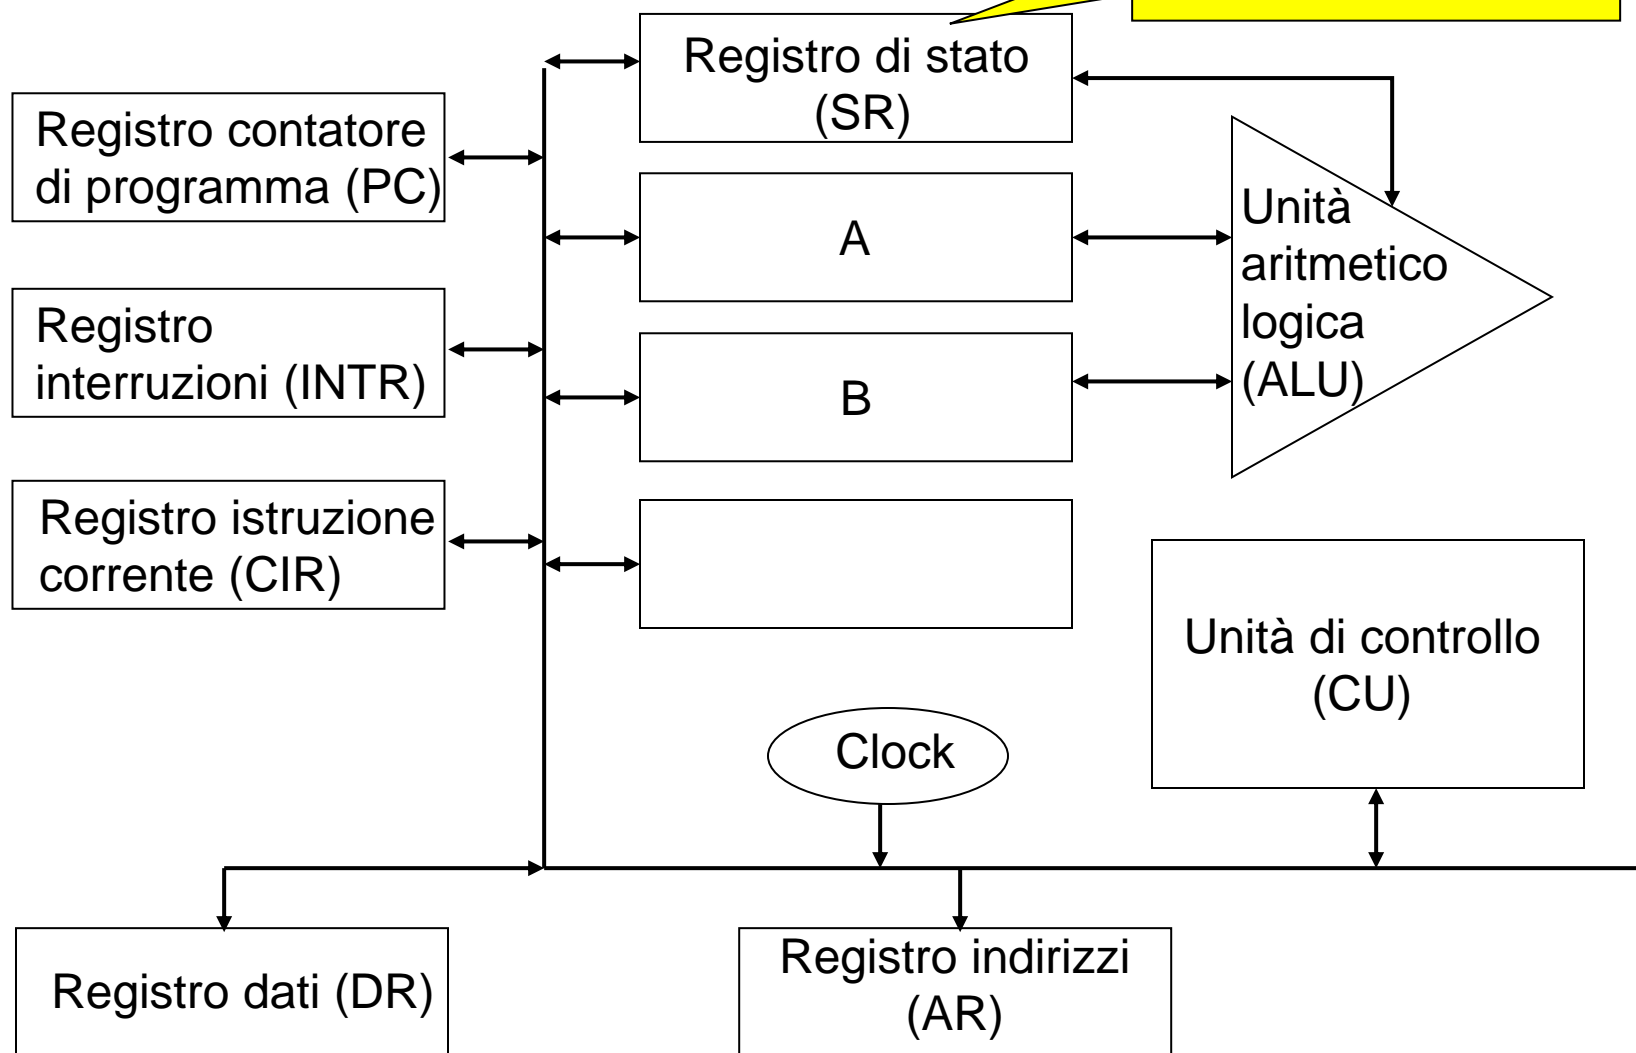 Registro di stato
(SR)
Registro contatore
di programma (PC)
A
Unità
aritmetico
logica
(ALU)
Registro
interruzioni (INTR)
B
Registro istruzione
corrente (CIR)
Unità di controllo
(CU)
Clock
Registro dati (DR)
Registro indirizzi
(AR)